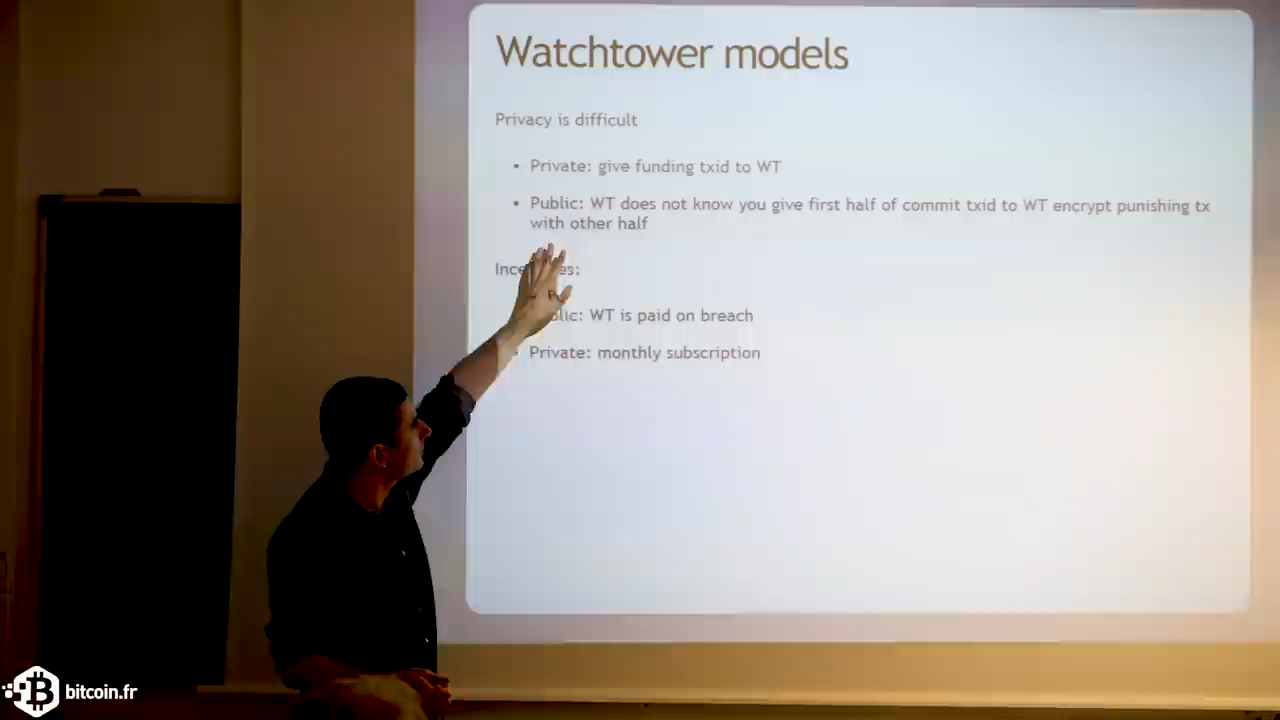 Watchtower models
Privacy is difficult
• Private: give funding txid to WT
• Public: WT does not know you give first half of commit txid to WT encrypt punishing tx
with other half
WT is paid on breach
• Private: monthly subscription
bitcoin.fr